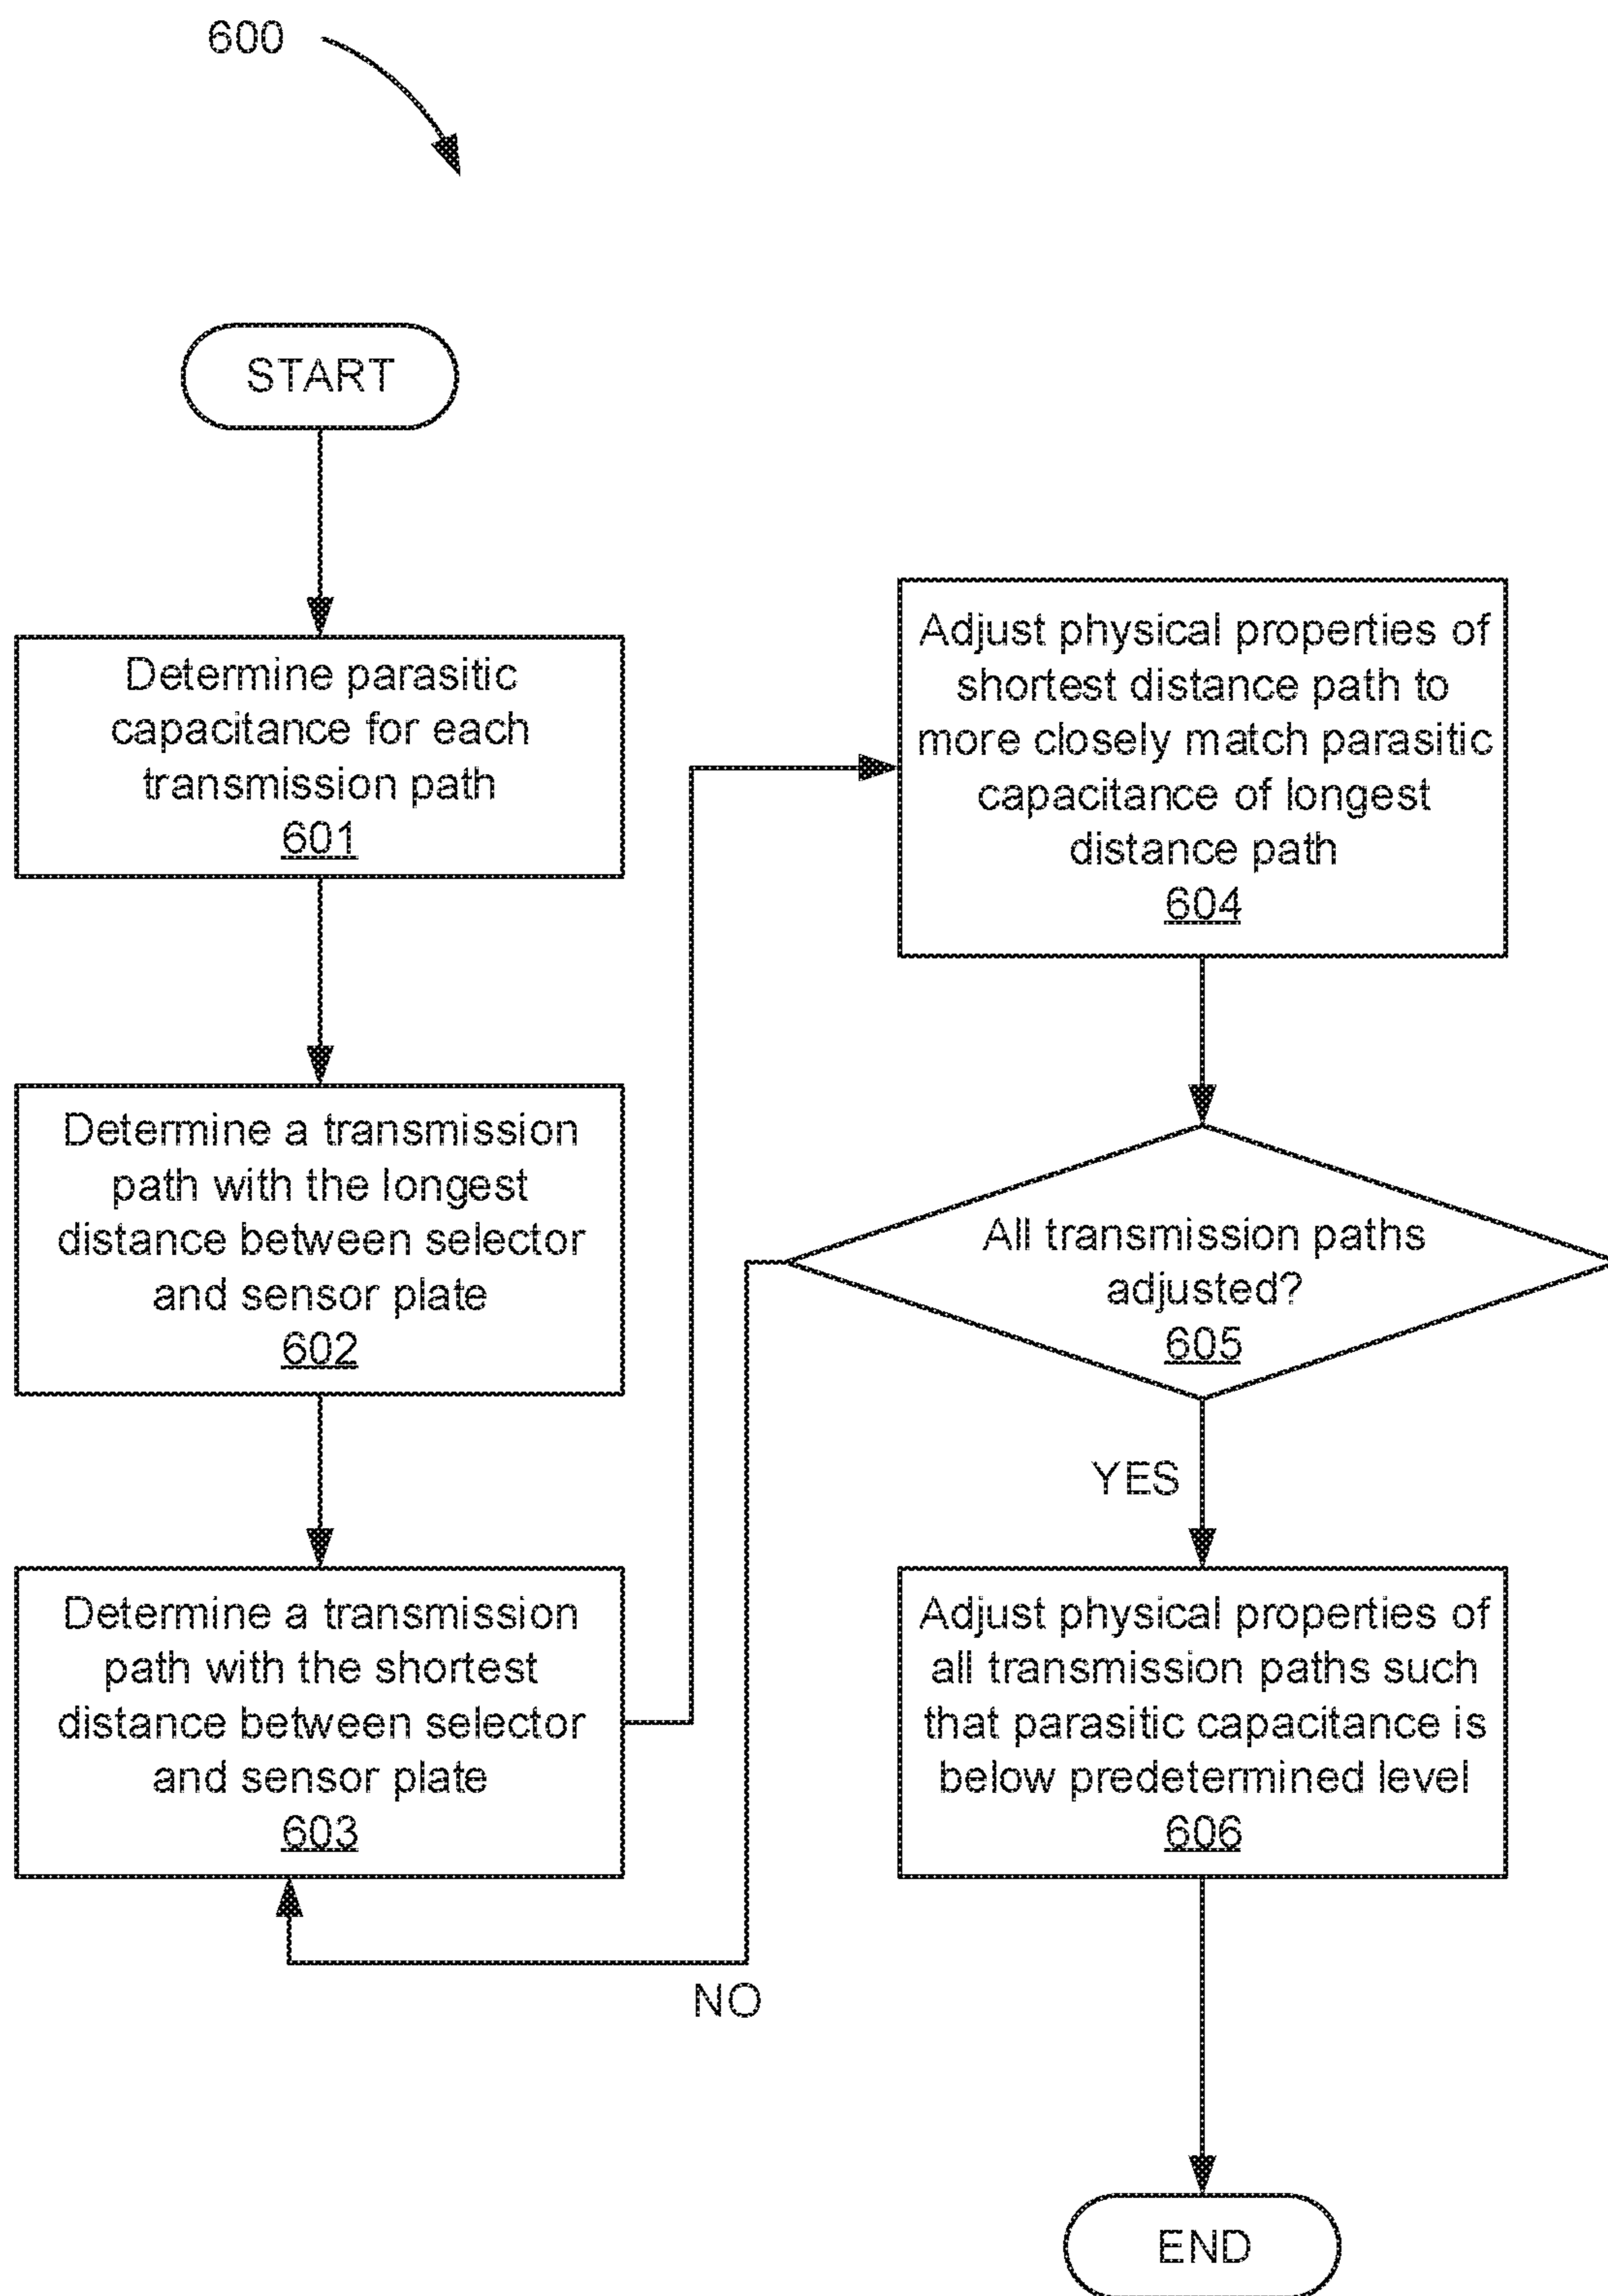 600
START
Determine parasitic
capacitance for each
transmission path
601
Determine a transmission
path with the longest
distance between selector
and sensor plate
602
Determine a transmission
path with the shortest
distance between selector
and sensor plate
603
Adjust physical properties of
shortest distance path to
more closely match parasitic
capacitance of longest
distance path
604
All transmission paths
adjusted?
605
YES
NO
Adjust physical properties of
all transmission paths such
that parasitic capacitance is
below predetermined level
606
END